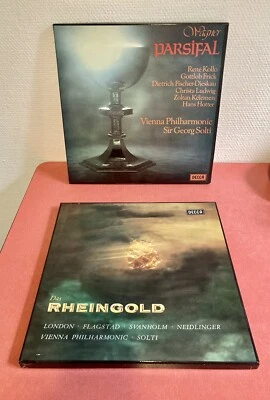 Wagner
PARSIFAL
Rene Kollo
Gottlob Frick
Dietrich Fischer-Dieskau
Christa Ludwig
Zoltan Kelemen
Hans Hotter
Vienna Philharmonic
Sir Georg Solti
DECCA
DECCA
Das
RHEINGOLD
LONDON · FLAGSTAD · SVANHOLM · NEIDLINGER
VIENNA PHILHARMONIC · SOLTI